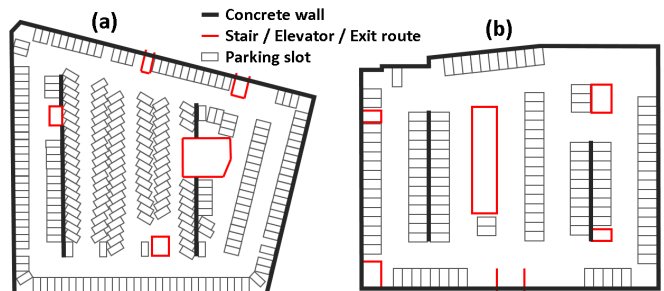 (a)
Concrete wall
Stair / Elevator / Exit route
Parking slot
(b)